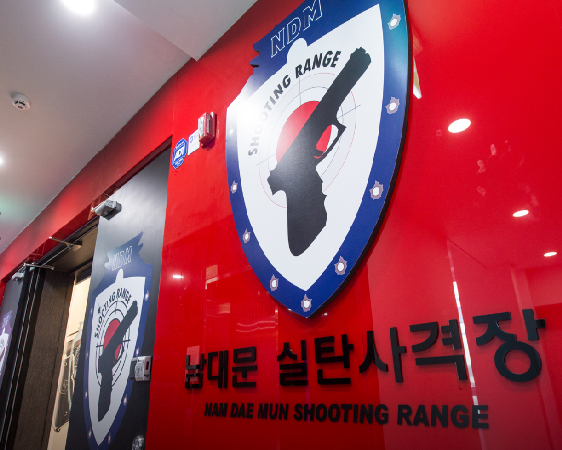 NDM
SHOOTING RANGE
남대문 실탄사격장
NAM DAE MUN SHOOTING RANGE
NDM
SHOOTING RANGE